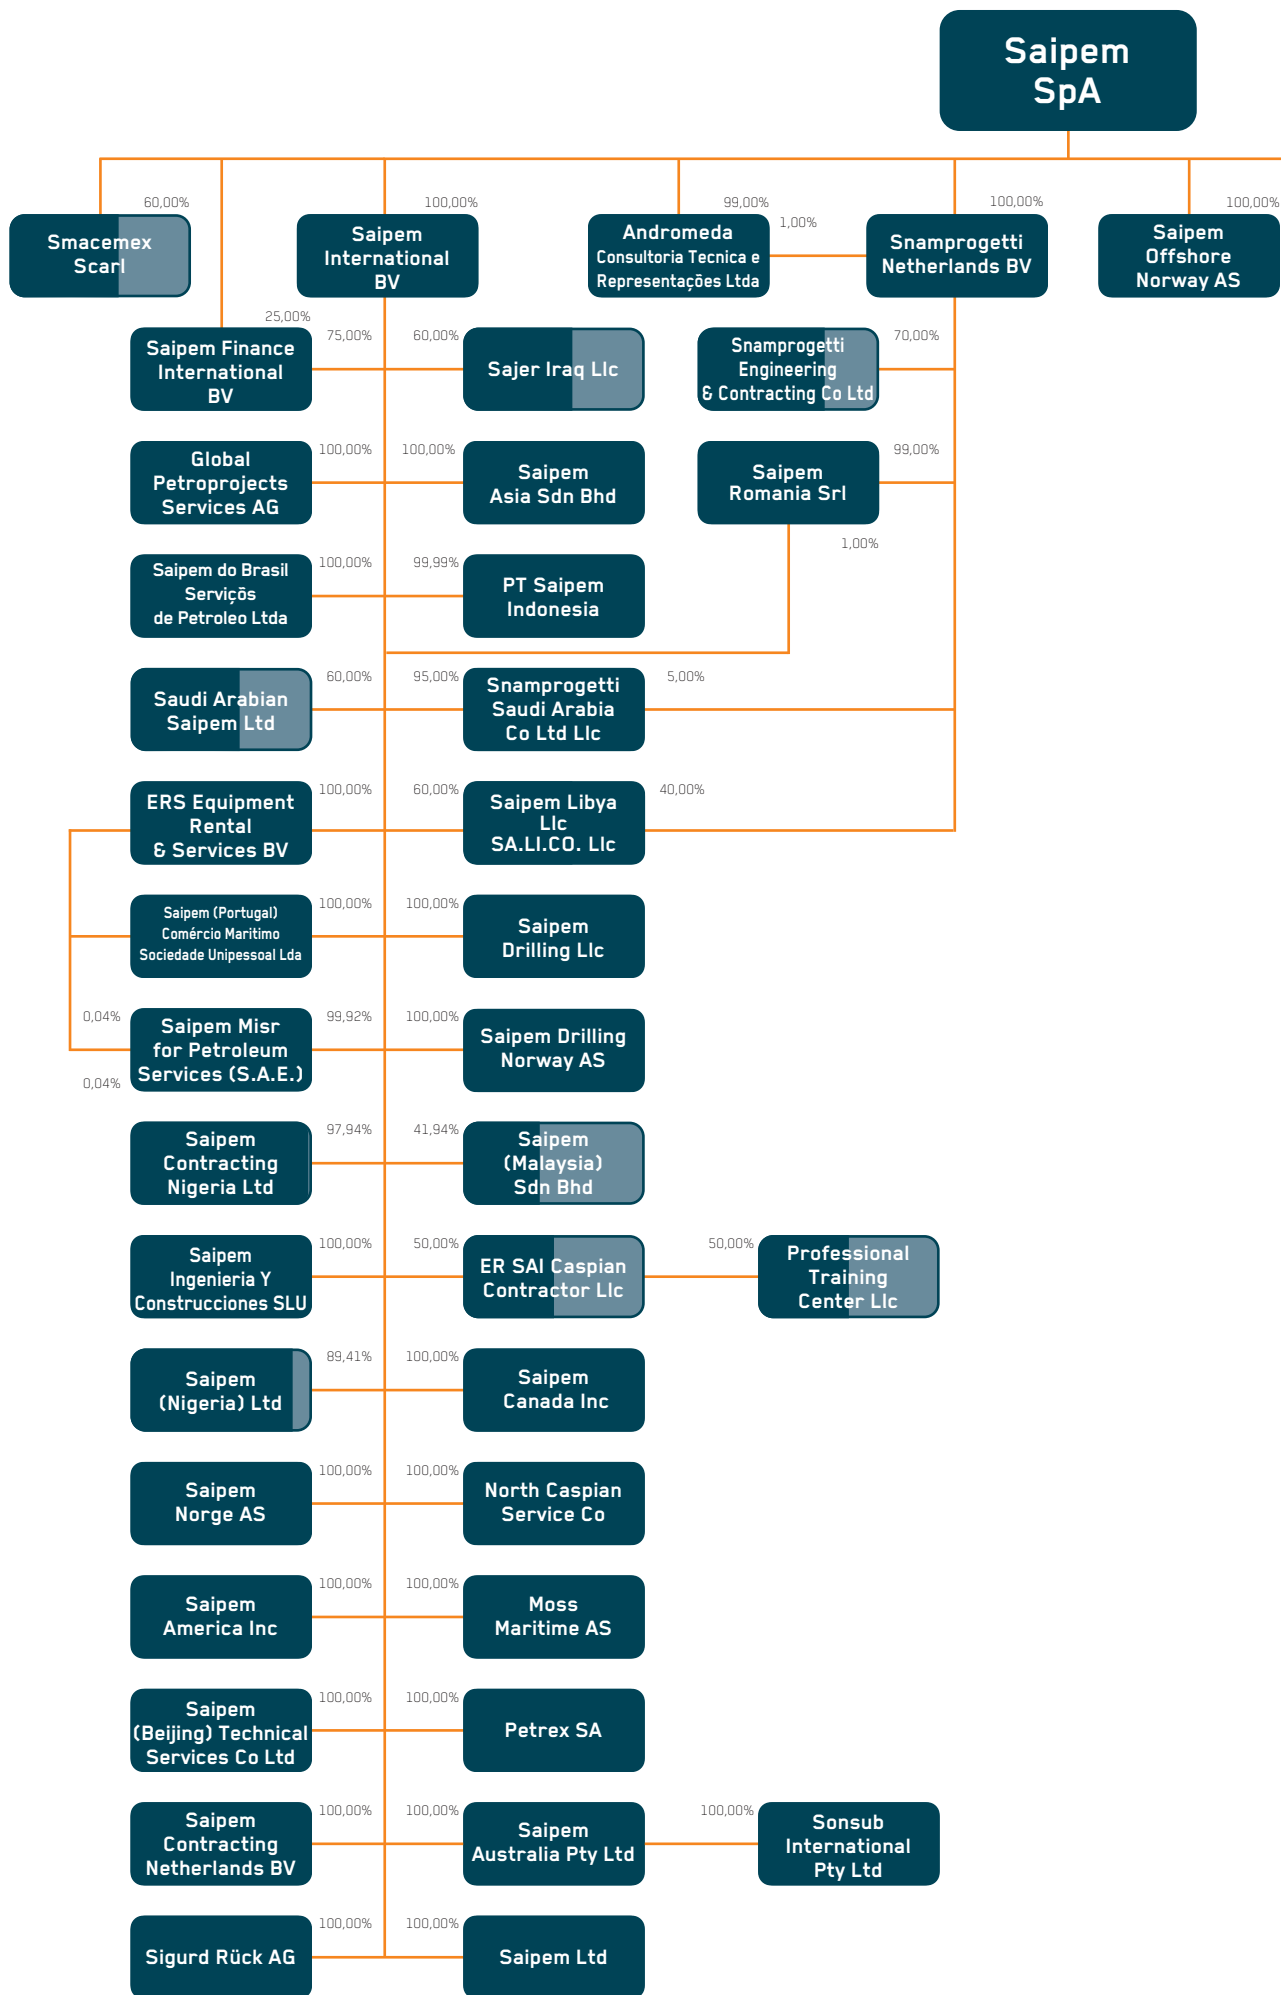 Saipem
SpA
60,00%
100,00%
99,00%
1,00%
100,00%
100,00%
Smacemex
Scarl
Saipem
International
BV
Andromeda
Consultoria Tecnica e
Representações Ltda
Snamprogetti
Netherlands BV
Saipem
Offshore
Norway AS
25,00%
75,00%
60,00%
70,00%
Saipem Finance
International
BV
Sajer Iraq Llc
Snamprogetti
Engineering
& Contracting Co Ltd
100,00%
100,00%
99,00%
Global
Petroprojects
Services AG
Saipem
Asia Sdn Bhd
Saipem
Romania Srl
1,00%
100,00%
99,99%
Saipem do Brasil
Serviçõs
de Petroleo Ltda
PT Saipem
Indonesia
60,00%
95,00%
5,00%
Saudi Arabian
Saipem Ltd
Snamprogetti
Saudi Arabia
Co Ltd Llc
100,00%
60,00%
40,00%
ERS Equipment
Rental
& Services BV
Saipem Libya
Llc
SA.LI.CO. Llc
100,00%
100,00%
Saipem (Portugal)
Comércio Maritimo
Sociedade Unipessoal Lda
Saipem
Drilling Llc
0,04%
99,92%
100,00%
Saipem Misr
for Petroleum
Services (S.A.E.)
0,04%
Saipem Drilling
Norway AS
97,94%
41,94%
Saipem
Contracting
Nigeria Ltd
Saipem
(Malaysia)
Sdn Bhd
100,00%
50,00%
50,00%
Saipem
Ingenieria Y
Construcciones SLU
ER SAI Caspian
Contractor Llc
Professional
Training
Center Llc
89,41%
100,00%
Saipem
(Nigeria) Ltd
Saipem
Canada Inc
100,00%
100,00%
Saipem
Norge AS
North Caspian
Service Co
100,00%
100,00%
Saipem
America Inc
Moss
Maritime AS
100,00%
100,00%
Saipem
(Beijing) Technical
Services Co Ltd
Petrex SA
100,00%
100,00%
100,00%
Saipem
Contracting
Netherlands BV
Saipem
Australia Pty Ltd
Sonsub
International
Pty Ltd
100,00%
100,00%
Sigurd Rück AG
Saipem Ltd